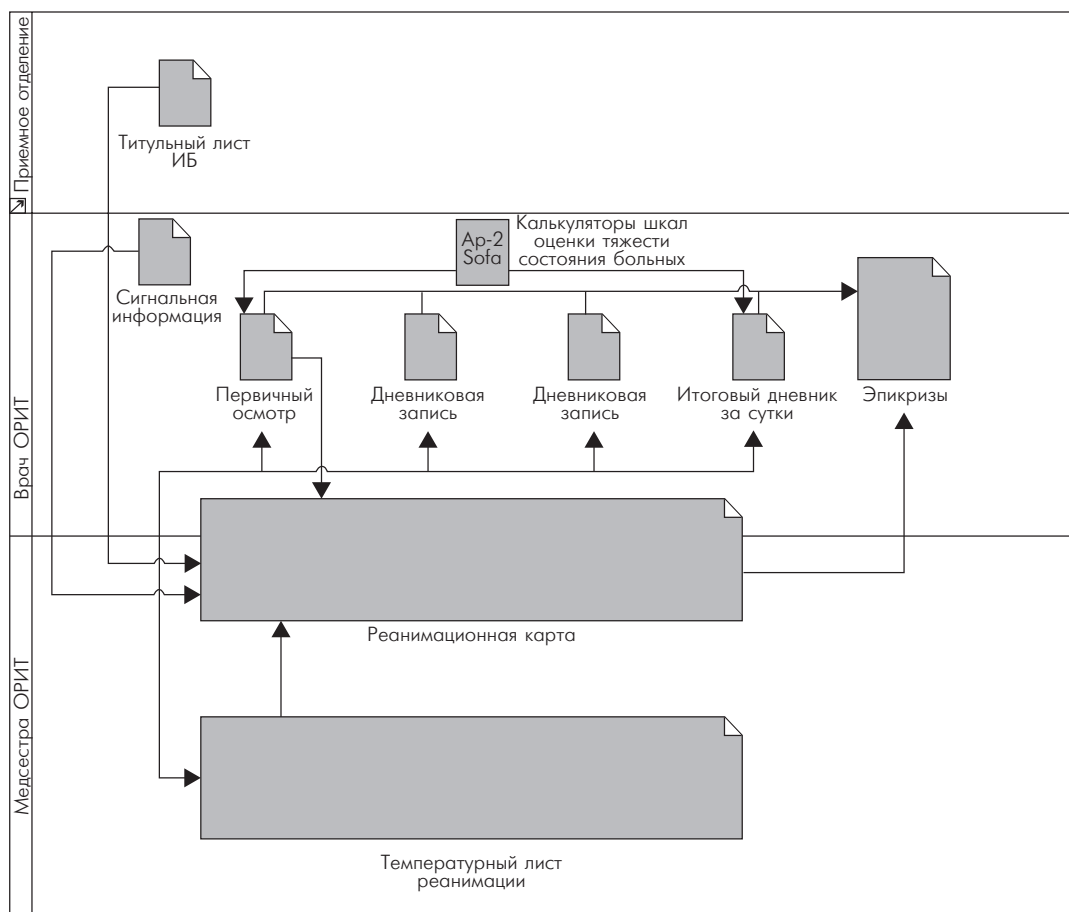 Приемное отделение
Титульный лист
ИБ
Врач ОРИТ
Сигнальная
информация
Ap-2
Sofa
Калькуляторы шкал
оценки тяжести
состояния больных
Первичный
осмотр
Дневниковая
запись
Дневниковая
запись
Итоговый дневник
за сутки
Эпикризы
Медсестра ОРИТ
Реанимационная карта
Температурный лист
реанимации